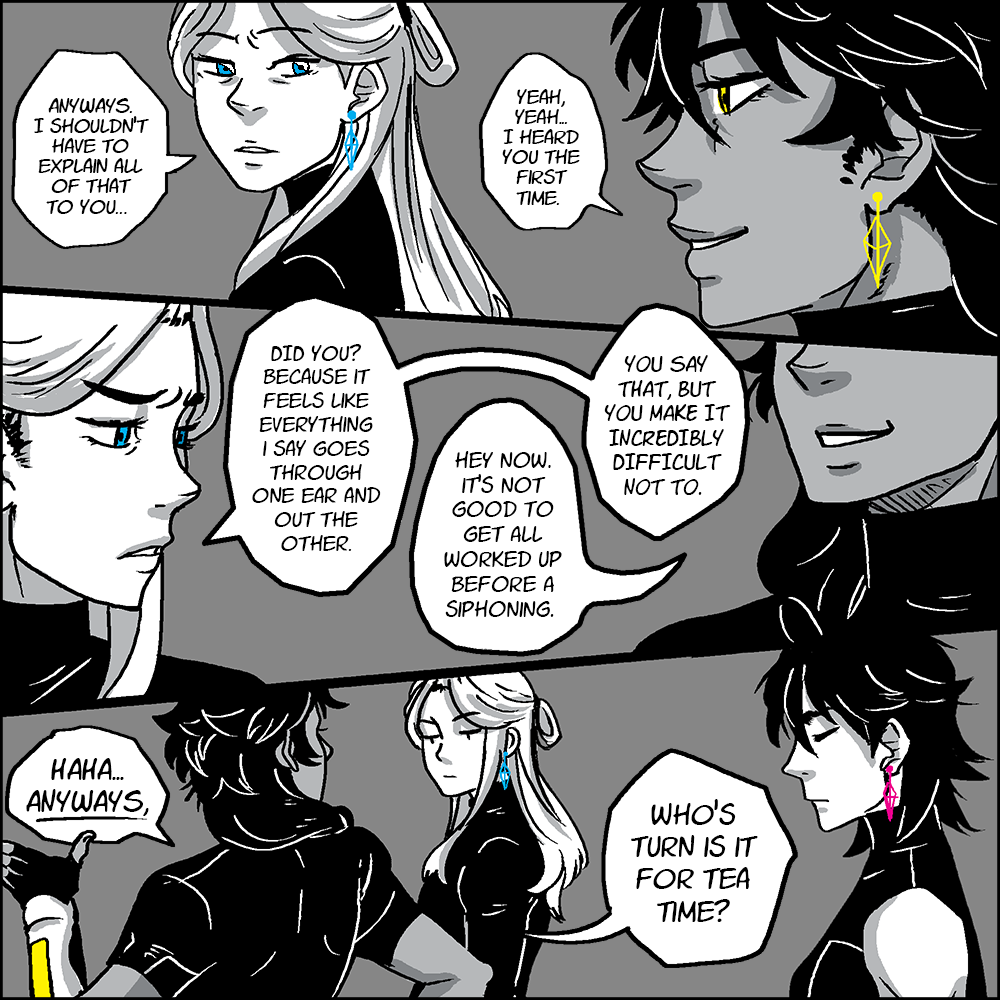 ANYWAYS.
I SHOULDN'T
HAVE TO
EXPLAIN ALL
OF THAT
TO YOU...
YEAH,
YEAH...
I HEARD
YOU THE
FIRST
TIME.
DID YOU?
BECAUSE IT
FEELS LIKE
EVERYTHING
I SAY GOES
THROUGH
ONE EAR AND
OUT THE
OTHER.
YOU SAY
THAT, BUT
YOU MAKE IT
INCREDIBLY
DIFFICULT
NOT TO.
HEY NOW.
IT'S NOT
GOOD TO
GET ALL
WORKED UP
BEFORE A
SIPHONING.
HAHA...
ANYWAYS,
WHO'S
TURN IS IT
FOR TEA
TIME?